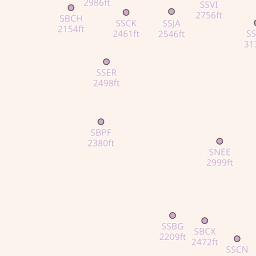 2986ft
SSVI
2756ft
SBCH
2154ft
SSCK
2461ft
SSJA
2546ft
SSER
2498ft
SBPF
2380ft
SNEE
2999ft
SSBG
2209ft
SBCX
2472ft
SSCN